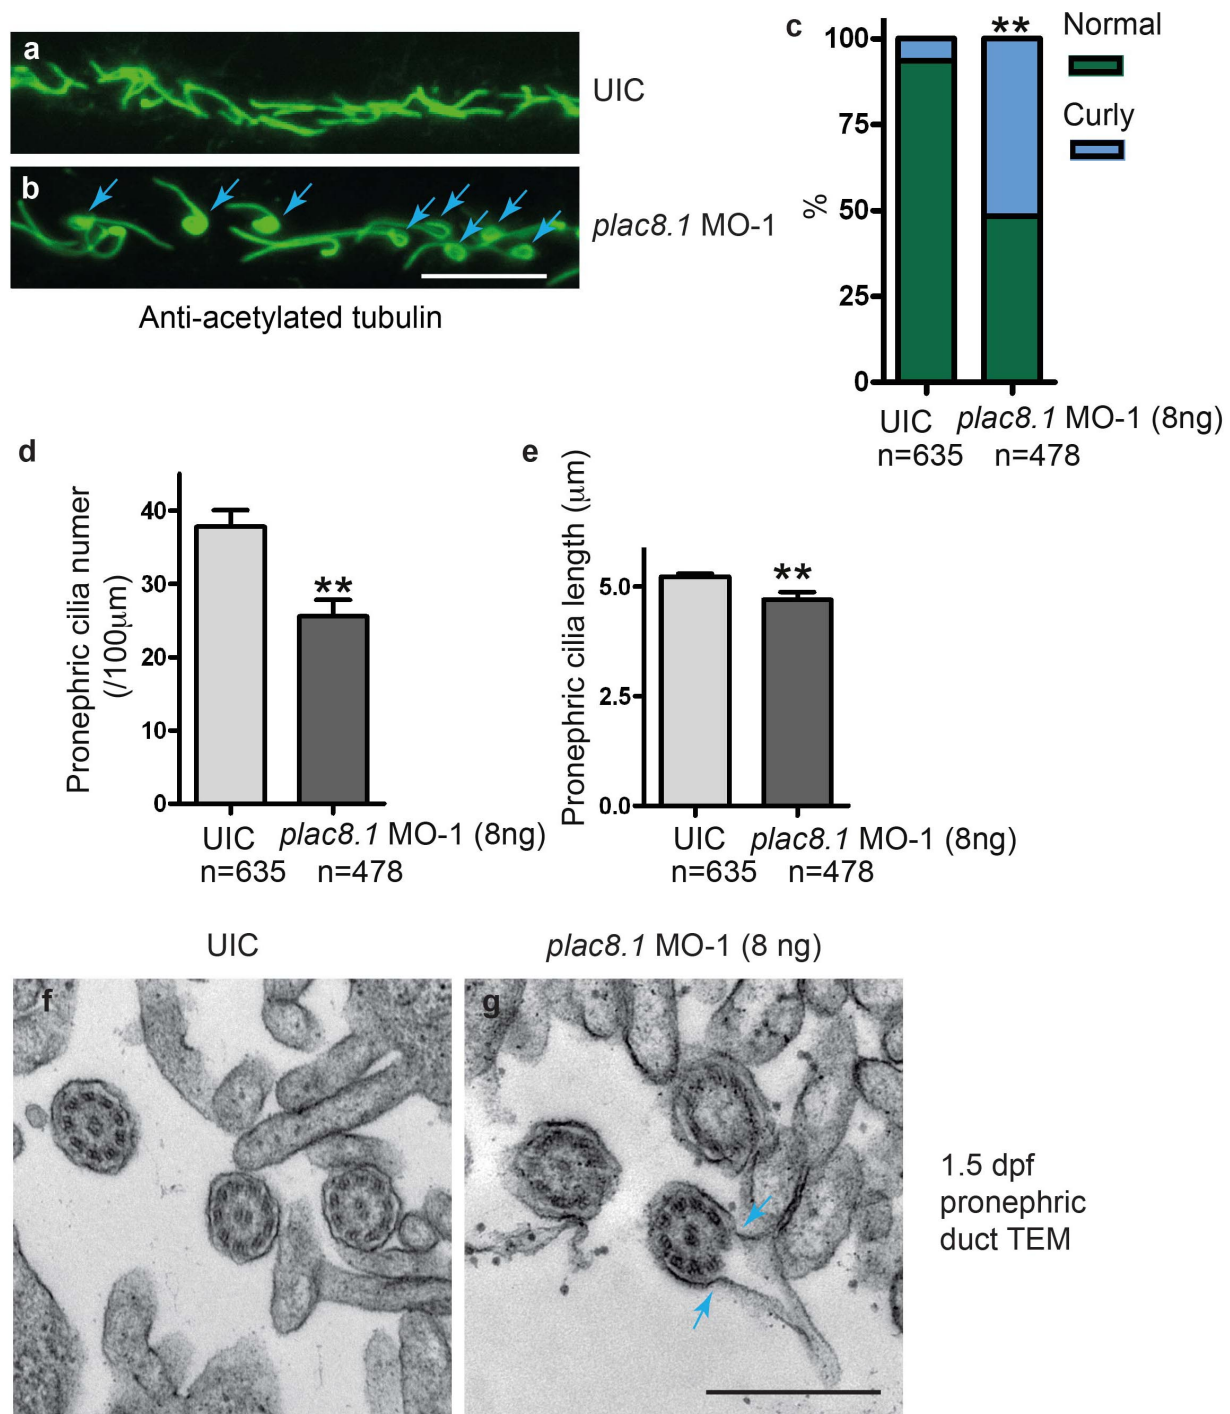 a
UIC
b
plac8.1 MO-1
Anti-acetylated tubulin
c
100
75
50
25
0
%
**
Normal
Curly
UIC plac8.1 MO-1 (8ng)
n=635 n=478
d
Pronephric cilia numer
(/100μm)
40
30
20
10
0
**
UIC plac8.1 MO-1 (8ng)
n=635 n=478
e
Pronephric cilia length (μm)
5.0
2.5
0.0
**
UIC plac8.1 MO-1 (8ng)
n=635 n=478
UIC
plac8.1 MO-1 (8 ng)
f
g
1.5 dpf
pronephric
duct TEM